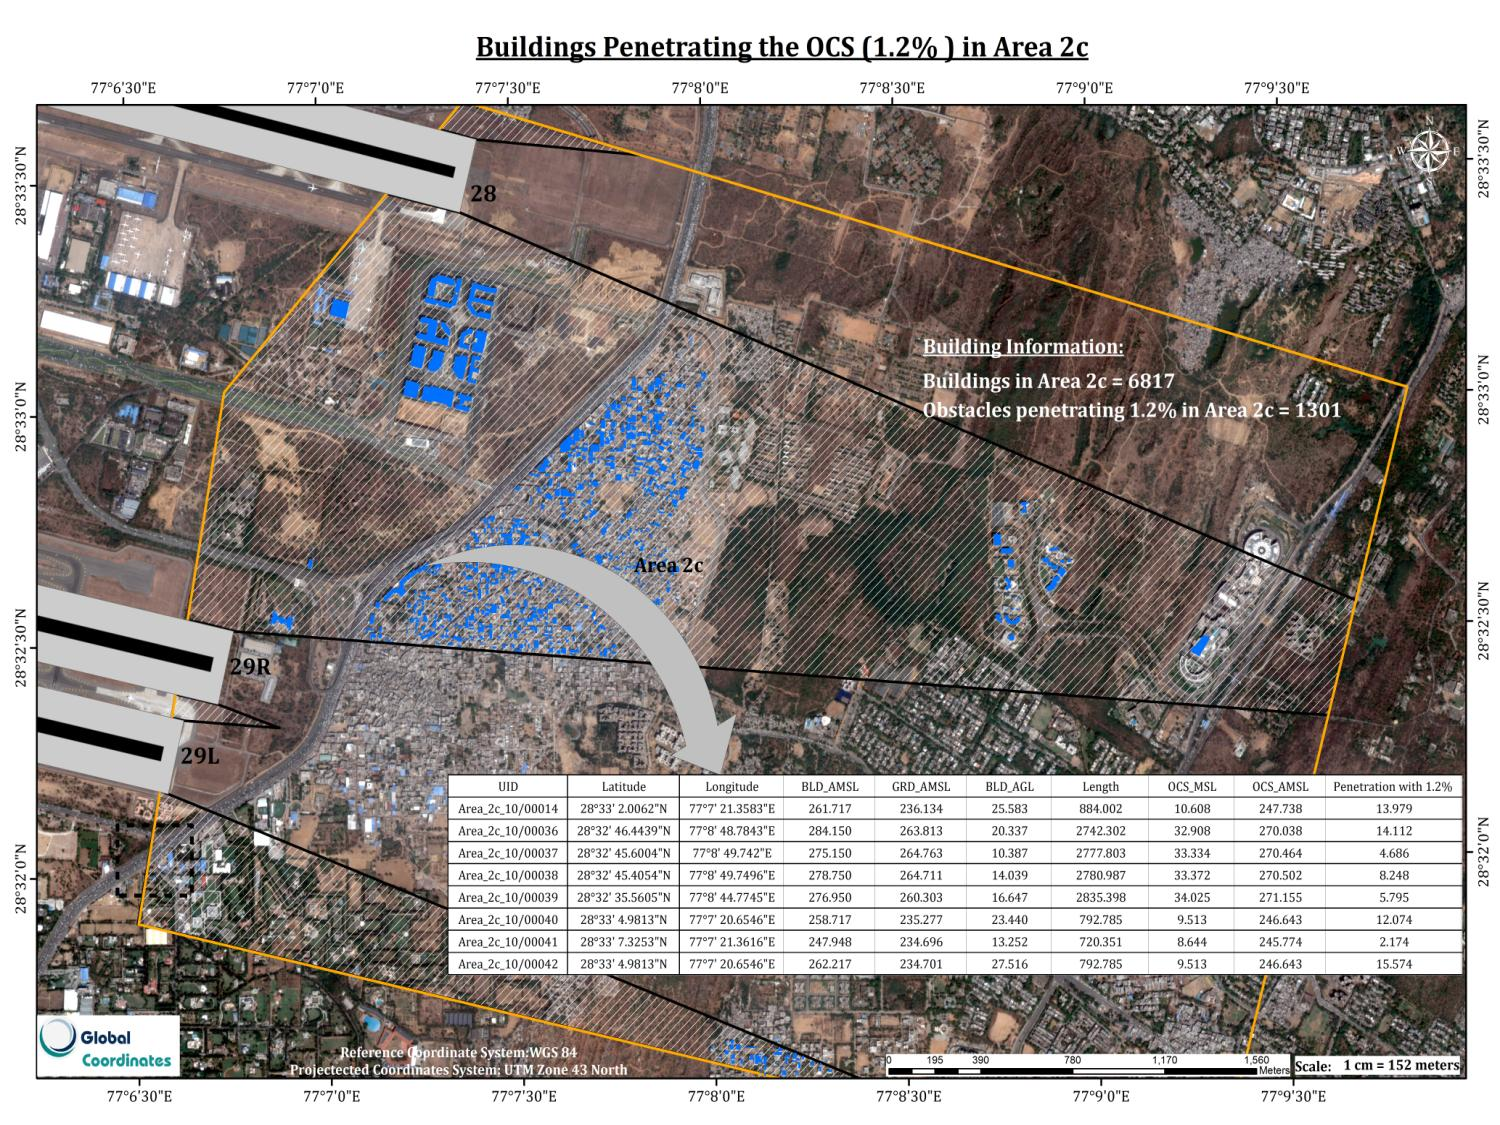 Buildings Penetrating the OCS (1.2% ) in Area 2c
77°6'30"E 77°7'0"E 77°7'30"E 77°8'0"E 77°8'30"E 77°9'0"E 77°9'30"E
28°33'30"N
28°33'0"N
28°32'30"N
28°32'0"N
28°33'30"N
28°33'0"N
28°32'30"N
28°32'0"N
N
W
E
S
28
Building Information:
Buildings in Area 2c = 6817
Obstacles penetrating 1.2% in Area 2c = 1301
Area 2c
29R
29L
UID Latitude Longitude BLD_AMSL GRD_AMSL BLD_AGL Length OCS_MSL OCS_AMSL Penetration with 1.2%
Area_2c_10/00014 28°33' 2.0062"N 77°7' 21.3583"E 261.717 236.134 25.583 884.002 10.608 247.738 13.979
Area_2c_10/00036 28°32' 46.4439"N 77°8' 48.7843"E 284.150 263.813 20.337 2742.302 32.908 270.038 14.112
Area_2c_10/00037 28°32' 45.6004"N 77°8' 49.742"E 275.150 264.763 10.387 2777.803 33.334 270.464 4.686
Area_2c_10/00038 28°32' 45.4054"N 77°8' 49.7496"E 278.750 264.711 14.039 2780.987 33.372 270.502 8.248
Area_2c_10/00039 28°32' 35.5605"N 77°8' 44.7745"E 276.950 260.303 16.647 2835.398 34.025 271.155 5.795
Area_2c_10/00040 28°33' 4.9813"N 77°7' 20.6546"E 258.717 235.277 23.440 792.785 9.513 246.643 12.074
Area_2c_10/00041 28°33' 7.3253"N 77°7' 21.3616"E 247.948 234.696 13.252 720.351 8.644 245.774 2.174
Area_2c_10/00042 28°33' 4.9813"N 77°7' 20.6546"E 262.217 234.701 27.516 792.785 9.513 246.643 15.574
Global
Coordinates
Reference Coordinate System:WGS 84
Projectected Coordinates System: UTM Zone 43 North
0 195 390 780 1,170 1,560
Meters
Scale: 1 cm = 152 meters
77°6'30"E 77°7'0"E 77°7'30"E 77°8'0"E 77°8'30"E 77°9'0"E 77°9'30"E